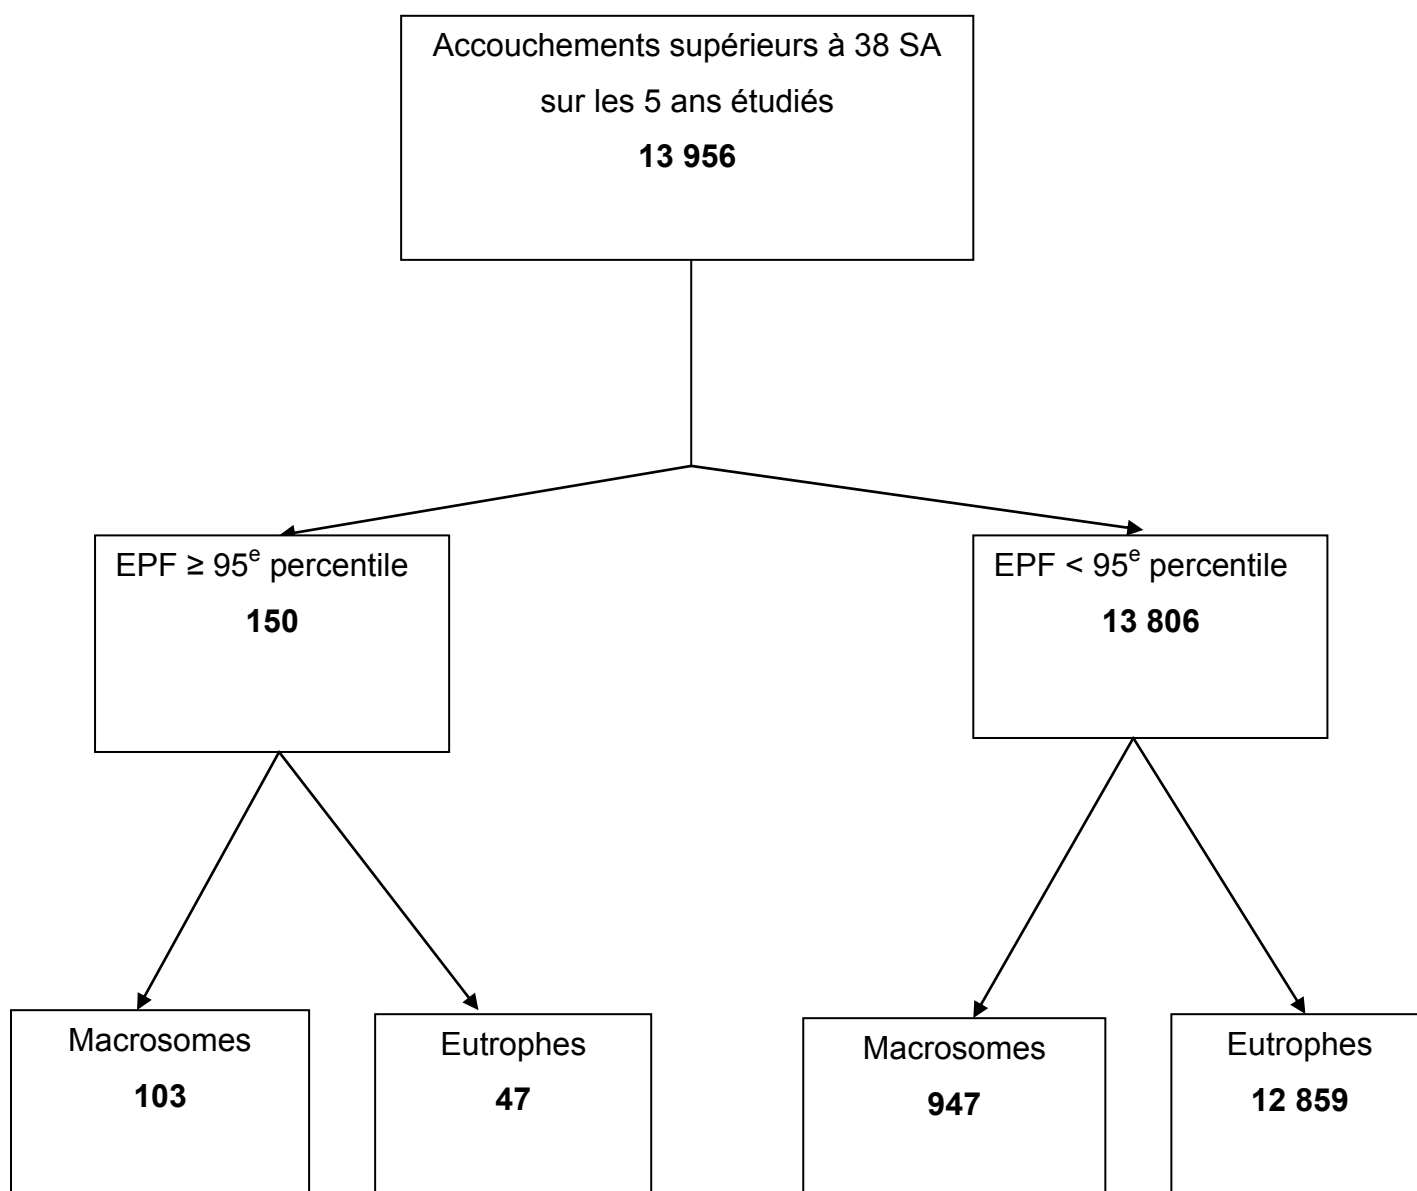 Accouchements supérieurs à 38 SA
sur les 5 ans étudiés
13 956
EPF ≥ 95e percentile
150
EPF < 95e percentile
13 806
Macrosomes
103
Eutrophes
47
Macrosomes
947
Eutrophes
12 859